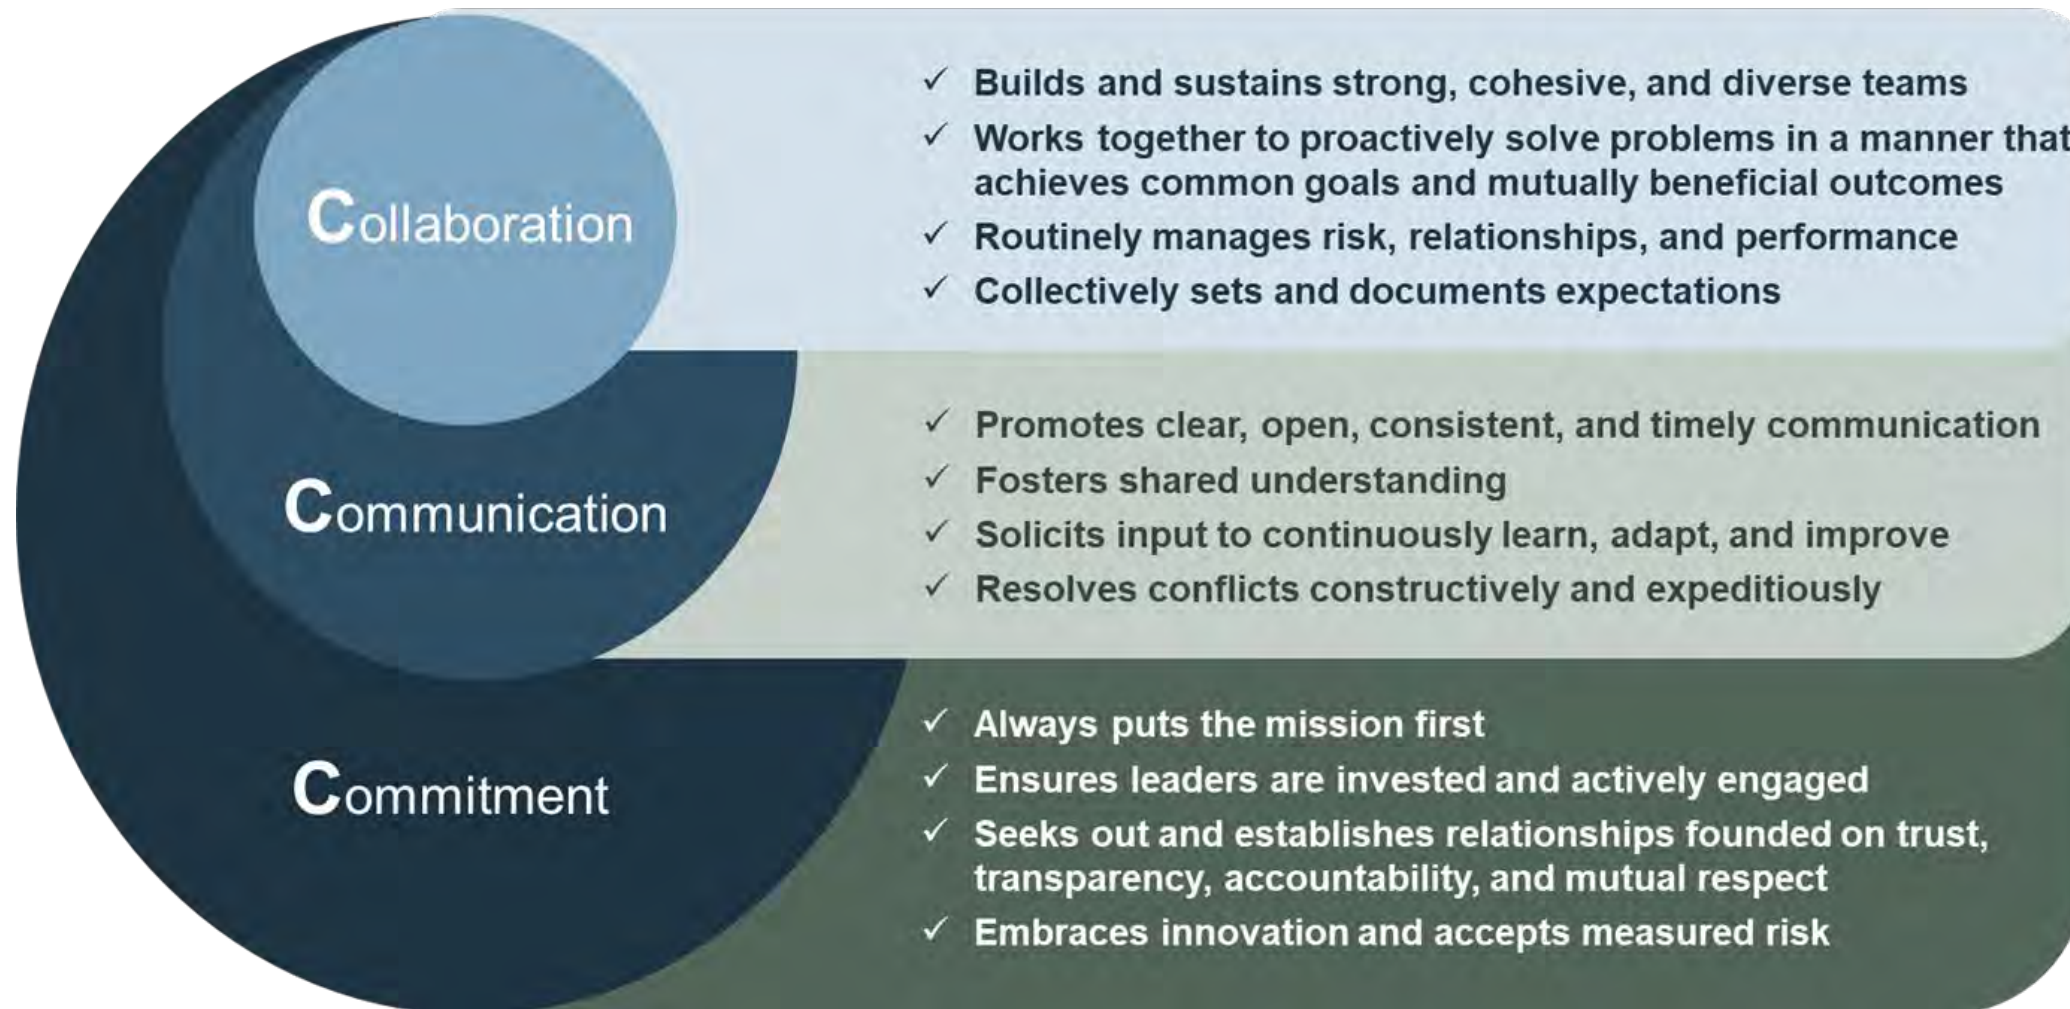 Collaboration
✓ Builds and sustains strong, cohesive, and diverse teams
✓ Works together to proactively solve problems in a manner that
achieves common goals and mutually beneficial outcomes
✓ Routinely manages risk, relationships, and performance
✓ Collectively sets and documents expectations
Communication
✓ Promotes clear, open, consistent, and timely communication
✓ Fosters shared understanding
✓ Solicits input to continuously learn, adapt, and improve
✓ Resolves conflicts constructively and expeditiously
Commitment
✓ Always puts the mission first
✓ Ensures leaders are invested and actively engaged
✓ Seeks out and establishes relationships founded on trust,
transparency, accountability, and mutual respect
✓ Embraces innovation and accepts measured risk